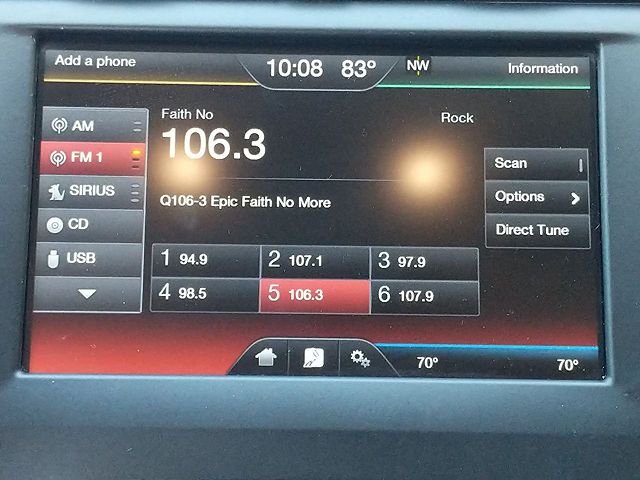 Add a phone
10:08 83°
NW
Information
AM
FM 1
SIRIUS
CD
USB
Faith No
106.3
Rock
Q106-3 Epic Faith No More
Scan
Options
Direct Tune
1 94.9
2 107.1
3 97.9
4 98.5
5 106.3
6 107.9
70°
70°